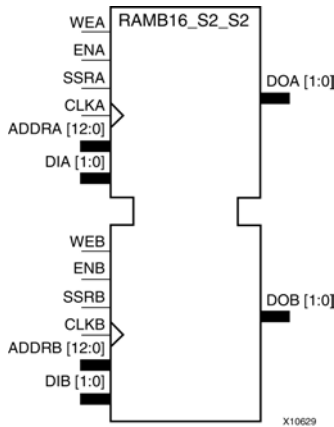 RAMB16_S2_S2
WEA
ENA
SSRA
CLKA
ADDRA [12:0]
DIA [1:0]
DOA [1:0]
WEB
ENB
SSRB
CLKB
ADDRB [12:0]
DIB [1:0]
DOB [1:0]
X10629